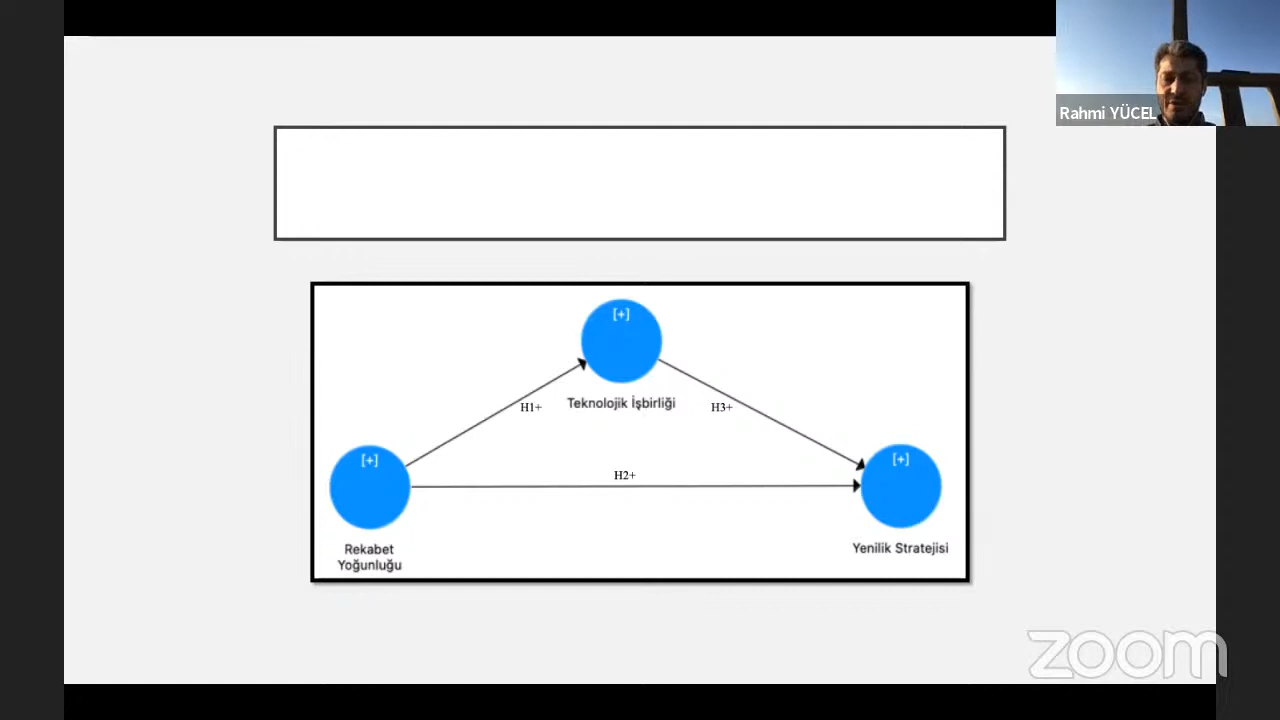 Rahmi YÜCEL
[+]
Teknolojik İşbirliği
H1+
H3+
H2+
[+]
Rekabet
Yoğunluğu
[+]
Yenilik Stratejisi
zoom